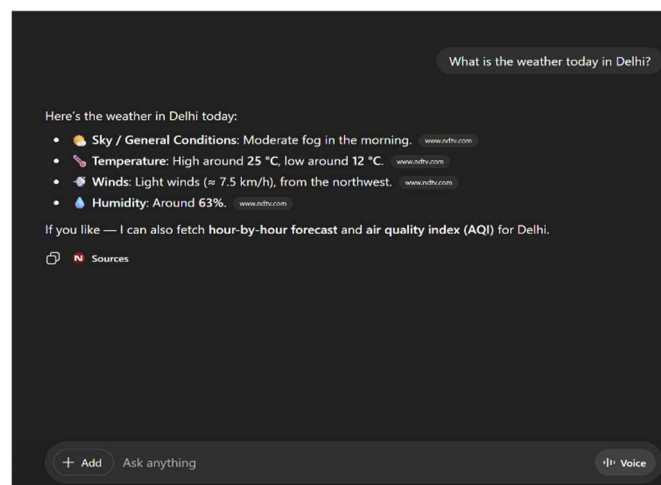 What is the weather today in Delhi?
Here's the weather in Delhi today:
• 🌤️ Sky / General Conditions: Moderate fog in the morning. www.ndtv.com
• 🌡️ Temperature: High around 25 °C, low around 12 °C. www.ndtv.com
• Winds: Light winds (≈ 7.5 km/h), from the northwest. www.ndtv.com
• 💧 Humidity: Around 63%. www.ndtv.com
If you like — I can also fetch hour-by-hour forecast and air quality index (AQI) for Delhi.
N Sources
+ Add Ask anything Voice